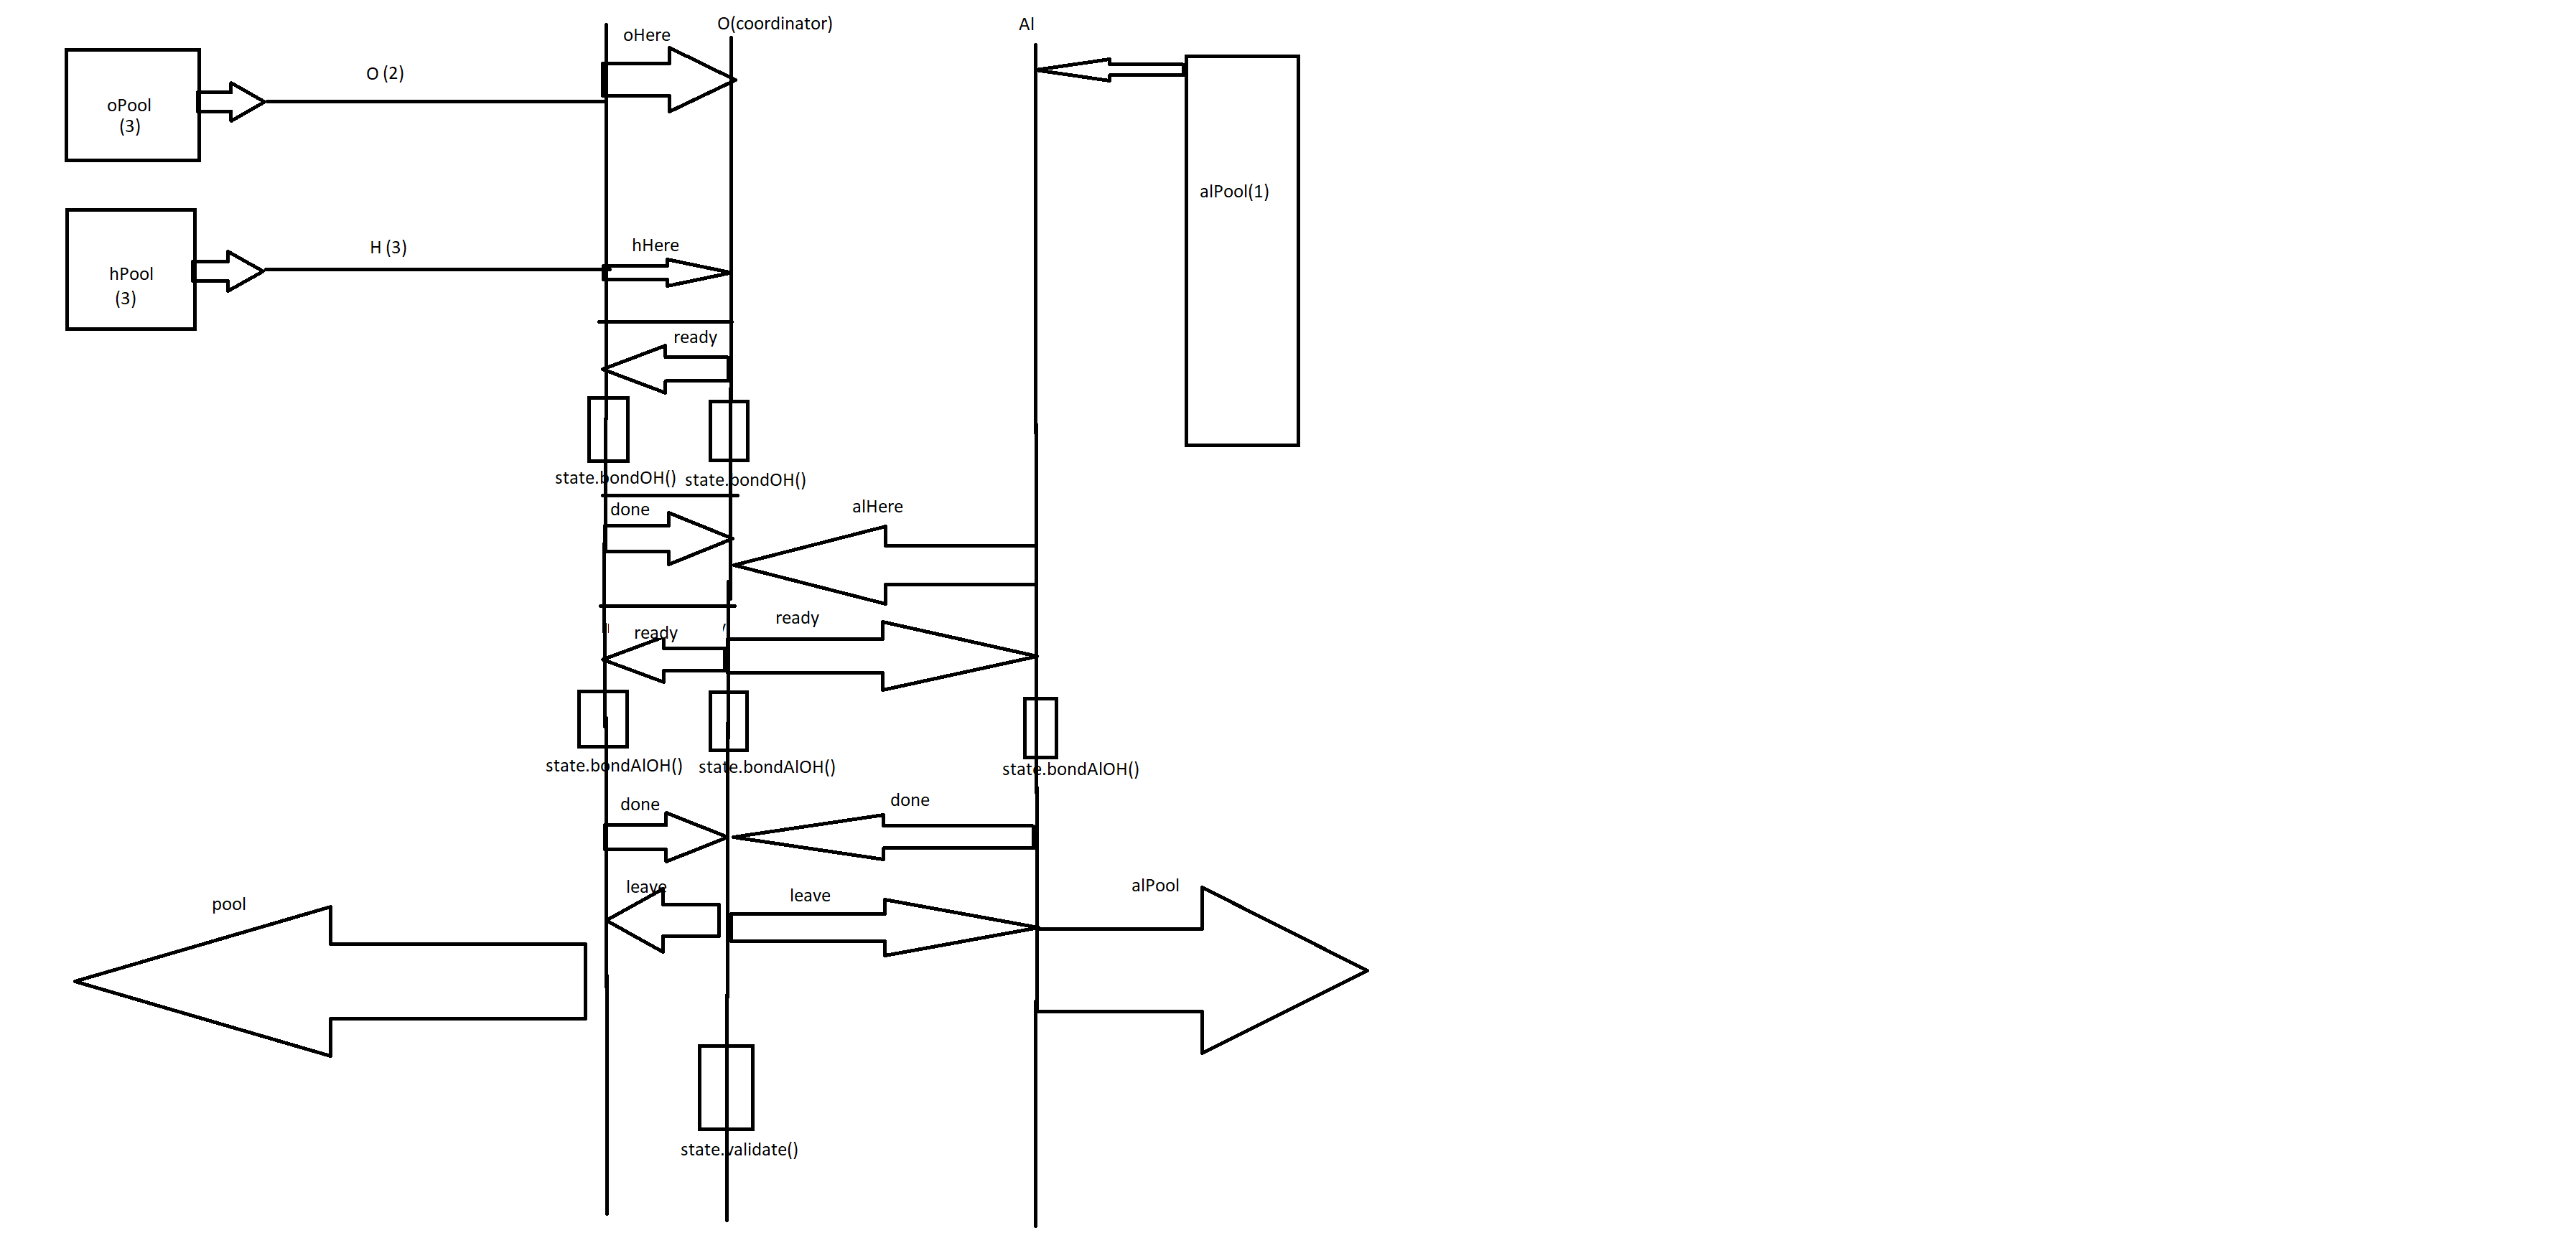 O(coordinator)
Al
oHere
O (2)
oPool
(3)
alPool(1)
hHere
H (3)
hPool
(3)
ready
state.bondOH()
state.bondOH()
done
alHere
ready
ready
state.bondAlOH()
state.bondAlOH()
state.bondAlOH()
done
done
leave
leave
alPool
pool
state.validate()